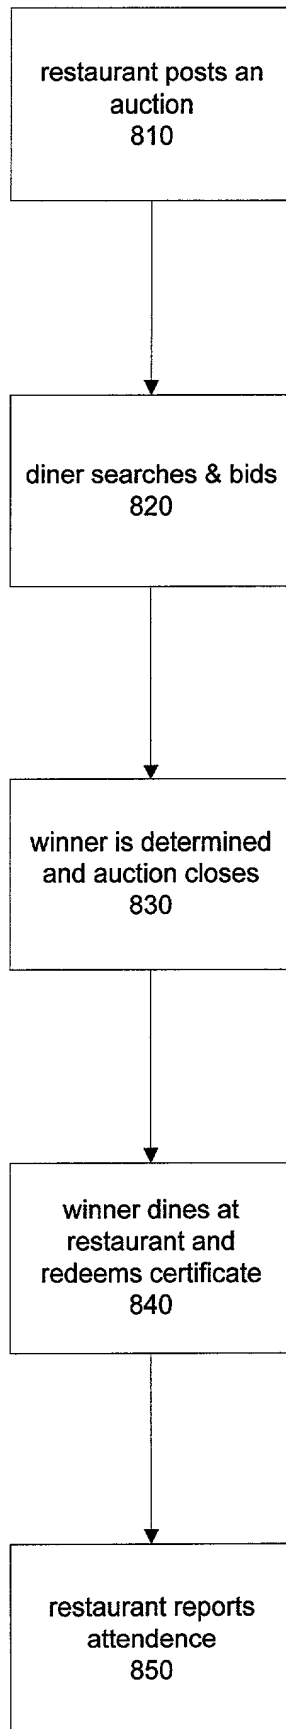 restaurant posts an
auction
810
diner searches & bids
820
winner is determined
and auction closes
830
winner dines at
restaurant and
redeems certificate
840
restaurant reports
attendence
850